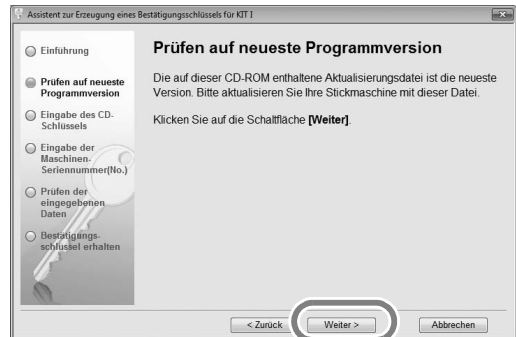 Assistent zur Erzeugung eines Bestätigungsschlüssels für KIT I
Einführung
Prüfen auf neueste
Programmversion
Eingabe des CD-
Schlüssels
Eingabe der
Maschinen-
Seriennummer(No.)
Prüfen der
eingegebenen
Daten
Bestätigungs-
schlüssel erhalten
Prüfen auf neueste Programmversion
Die auf dieser CD-ROM enthaltene Aktualisierungsdatei ist die neueste
Version. Bitte aktualisieren Sie Ihre Stickmaschine mit dieser Datei.
Klicken Sie auf die Schaltfläche [Weiter].
< Zurück
Weiter >
Abbrechen